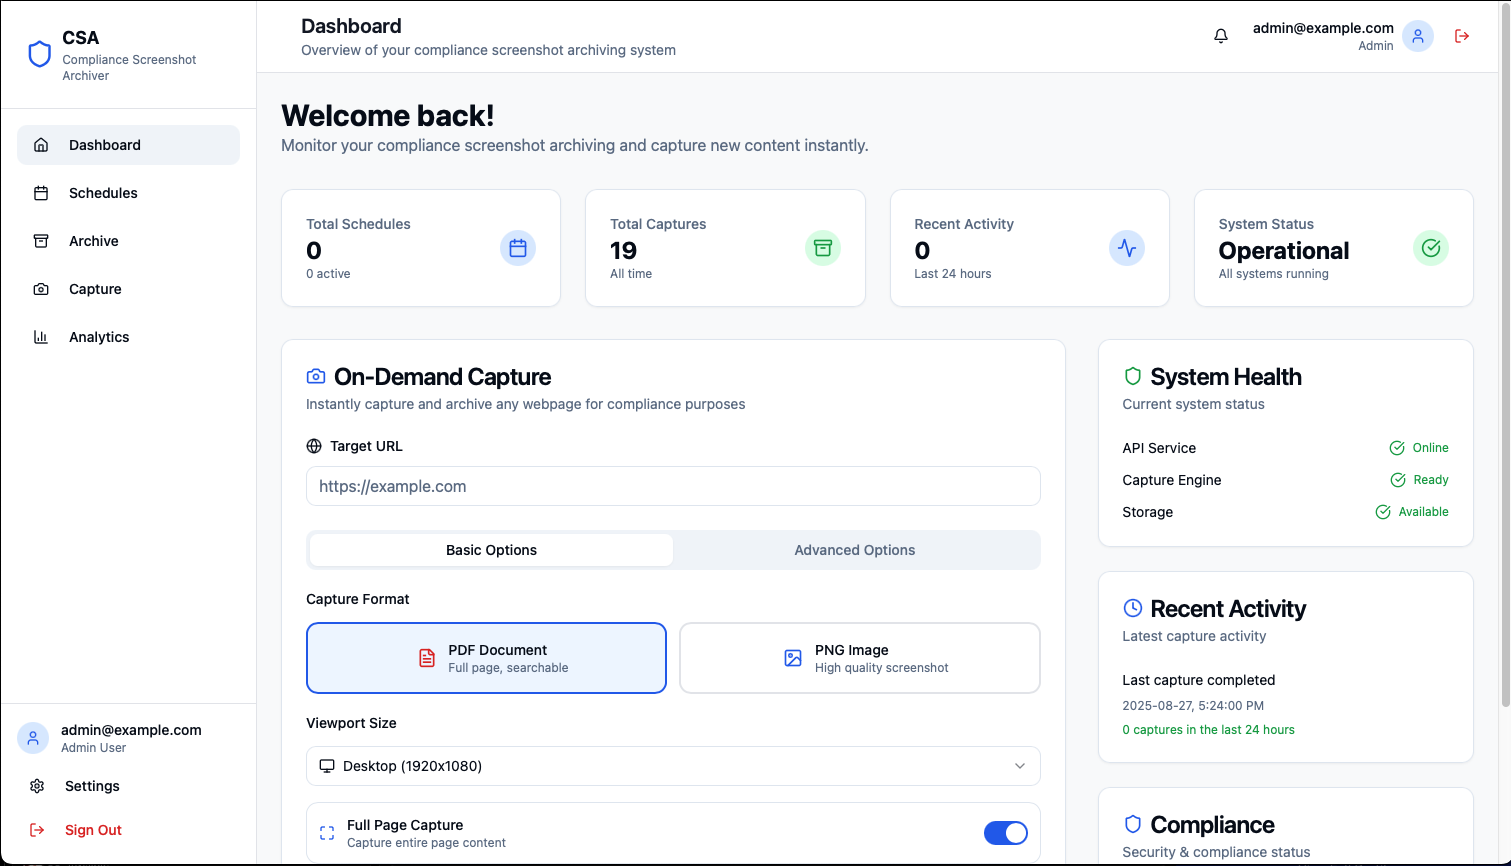 CSA
Compliance Screenshot
Archiver
Dashboard
Schedules
Archive
Capture
Analytics
admin@example.com
Admin User
Settings
Sign Out
Dashboard
Overview of your compliance screenshot archiving system
admin@example.com
Admin
Welcome back!
Monitor your compliance screenshot archiving and capture new content instantly.
Total Schedules
0
0 active
Total Captures
19
All time
Recent Activity
0
Last 24 hours
System Status
Operational
All systems running
On-Demand Capture
Instantly capture and archive any webpage for compliance purposes
Target URL
https://example.com
Basic Options
Advanced Options
Capture Format
PDF Document
Full page, searchable
PNG Image
High quality screenshot
Viewport Size
Desktop (1920x1080)
Full Page Capture
Capture entire page content
System Health
Current system status
API Service
Online
Capture Engine
Ready
Storage
Available
Recent Activity
Latest capture activity
Last capture completed
2025-08-27, 5:24:00 PM
0 captures in the last 24 hours
Compliance
Security & compliance status